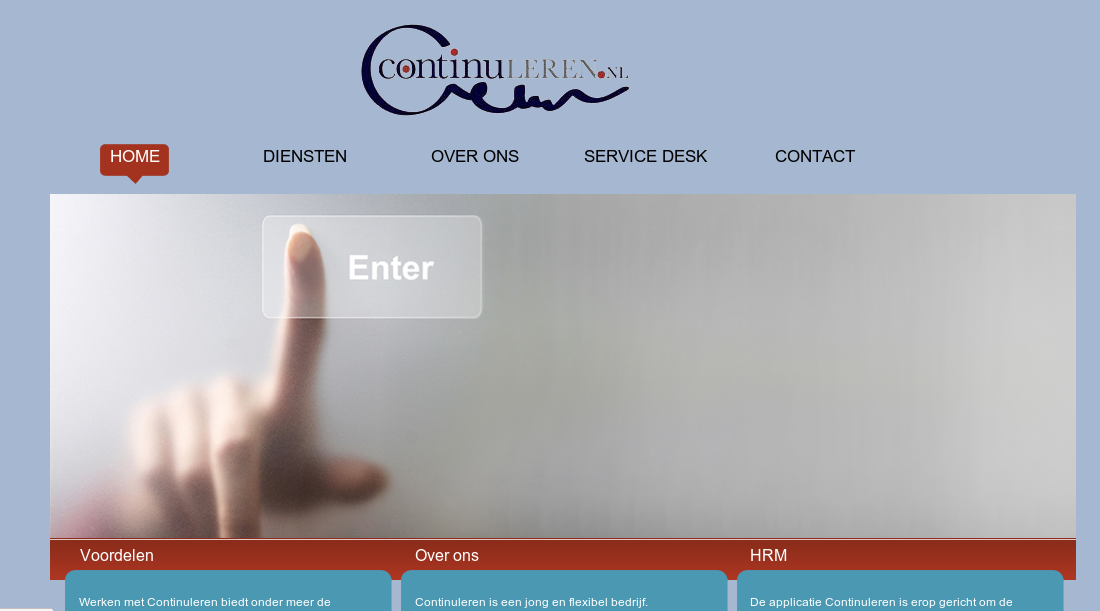 continuLEREN.NL
HOME DIENSTEN OVER ONS SERVICE DESK CONTACT
Enter
Voordelen Over ons HRM
Werken met Continuleren biedt onder meer de
Continuleren is een jong en flexibel bedrijf.
De applicatie Continuleren is erop gericht om de